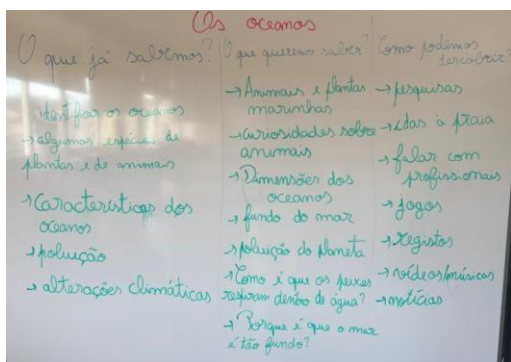 Os oceanos
O que já sabemos?
identifiar os oceanos
→ algumas espécie de
plantas e de animais
→ Características dos
oceanos
→ poluição
→ alterações climáticas
O que queremos saber?
→ Animais e plantas
marinhas
→ curiosidades sobre
animais
→ Dimensões dos
oceanos
→ fundo do mar
→ poluição do planeta
→ Como é que os peixes
respiram dentro de água?
→ Porque é que o mar
é tão fundo?
Como podemos
descobrir?
→ pesquisas
→ idas à praia
→ falar com
profissionais
→ jogos
→ registos
→ vídeos/músicas
→ notícias